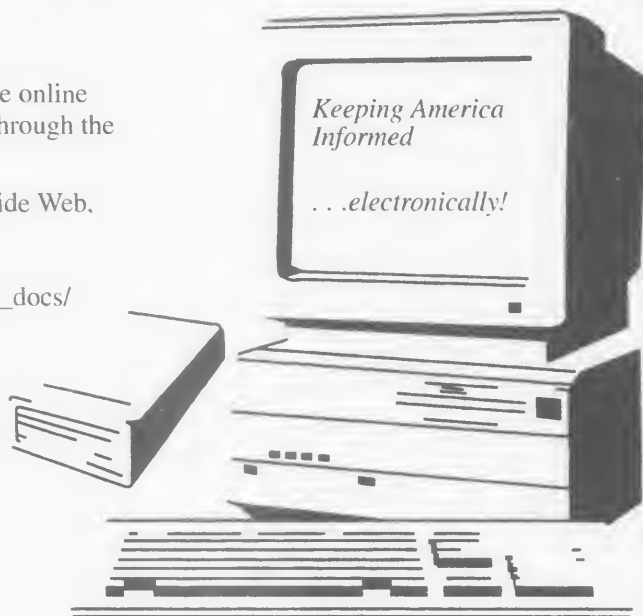 e online
hrough the
ide Web,
_docs/
Keeping America
Informed
. . .electronically!